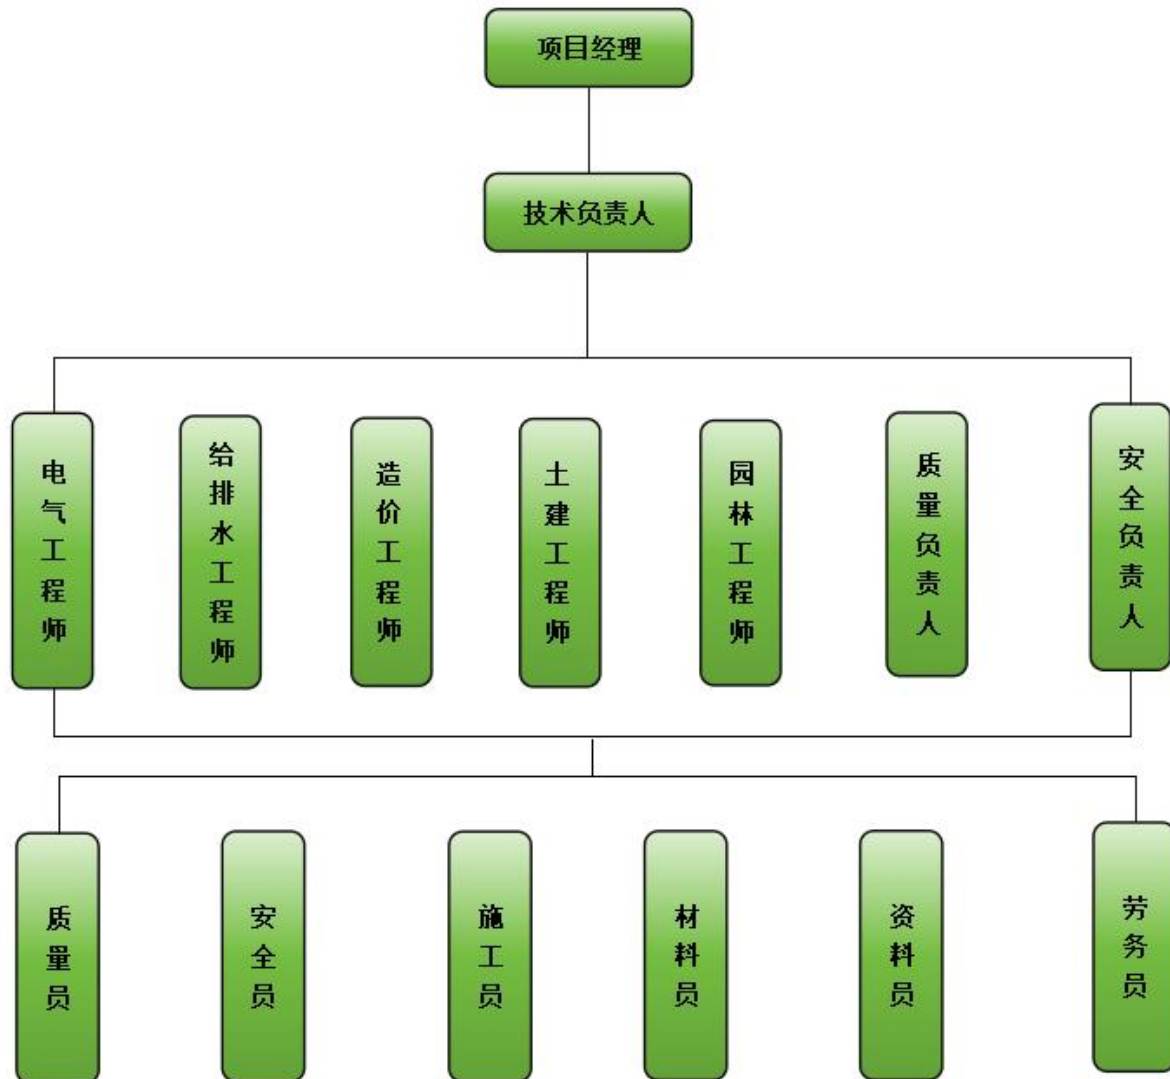 项目经理
技术负责人
电气工程师
给排水工程师
造价工程师
土建工程师
园林工程师
质量负责人
安全负责人
质量员
安全员
施工员
材料员
资料员
劳务员